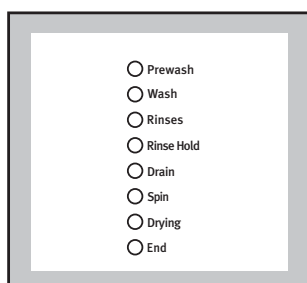 Prewash
Wash
Rinses
Rinse Hold
Drain
Spin
Drying
End